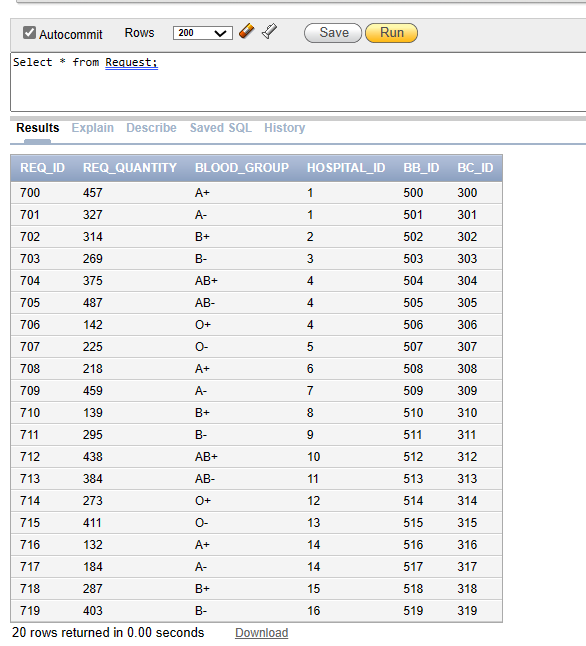 Autocommit Rows 200 Save Run
Select * from Request;
Results Explain Describe Saved SQL History
REQ_ID REQ_QUANTITY BLOOD_GROUP HOSPITAL_ID BB_ID BC_ID
700 457 A+ 1 500 300
701 327 A- 1 501 301
702 314 B+ 2 502 302
703 269 B- 3 503 303
704 375 AB+ 4 504 304
705 487 AB- 4 505 305
706 142 O+ 4 506 306
707 225 O- 5 507 307
708 218 A+ 6 508 308
709 459 A- 7 509 309
710 139 B+ 8 510 310
711 295 B- 9 511 311
712 438 AB+ 10 512 312
713 384 AB- 11 513 313
714 273 O+ 12 514 314
715 411 O- 13 515 315
716 132 A+ 14 516 316
717 184 A- 14 517 317
718 287 B+ 15 518 318
719 403 B- 16 519 319
20 rows returned in 0.00 seconds Download